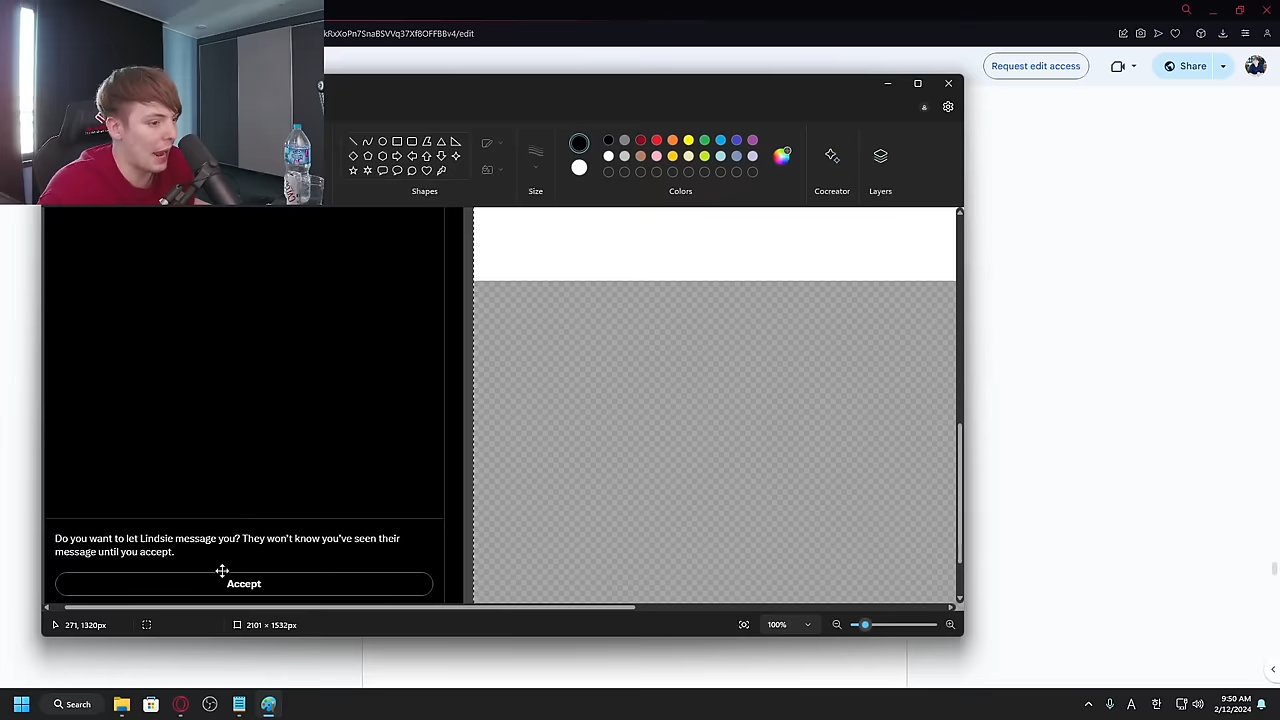 kRxXoPn7SnaBSVVq37Xf8OFFBBv4/edit
Request edit access
Share
Shapes
Size
Colors
Cocreator
Layers
Do you want to let Lindsie message you? They won't know you've seen their
message until you accept.
Accept
271, 1320px
2101 × 1532px
100%
Search
A
한
9:50 AM
2/12/2024